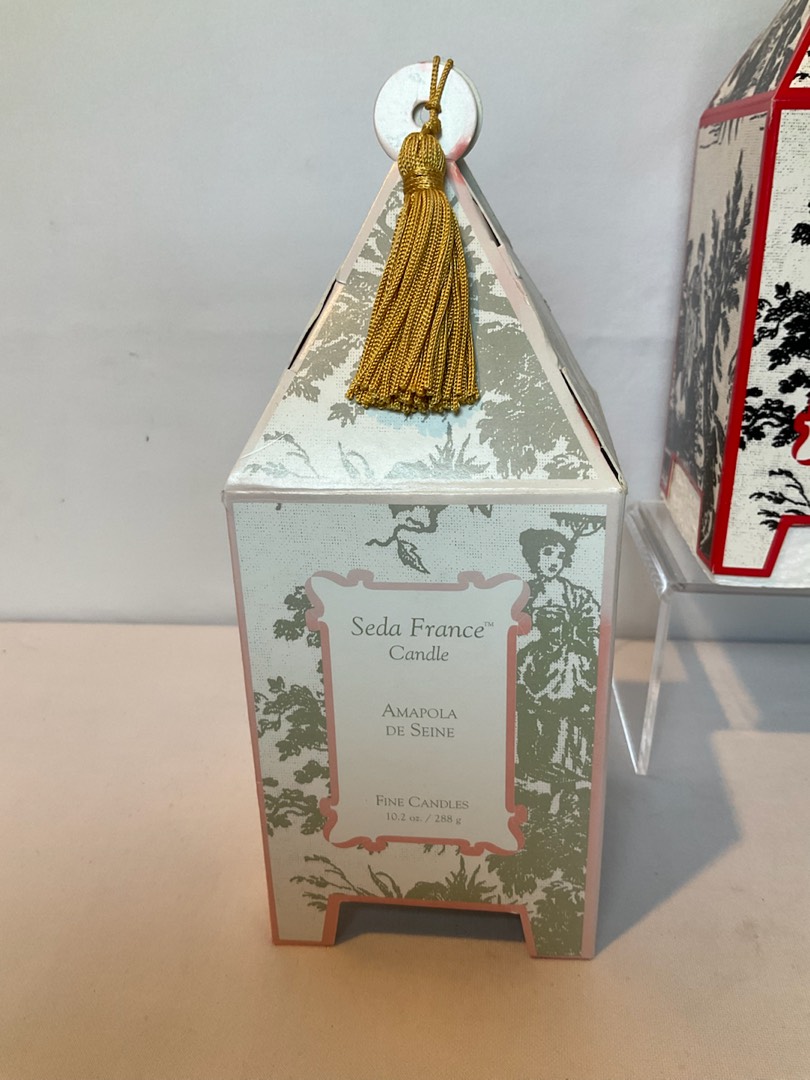 Seda France™
Candle
AMAPOLA
DE SEINE
FINE CANDLES
10.2 oz. / 288 g